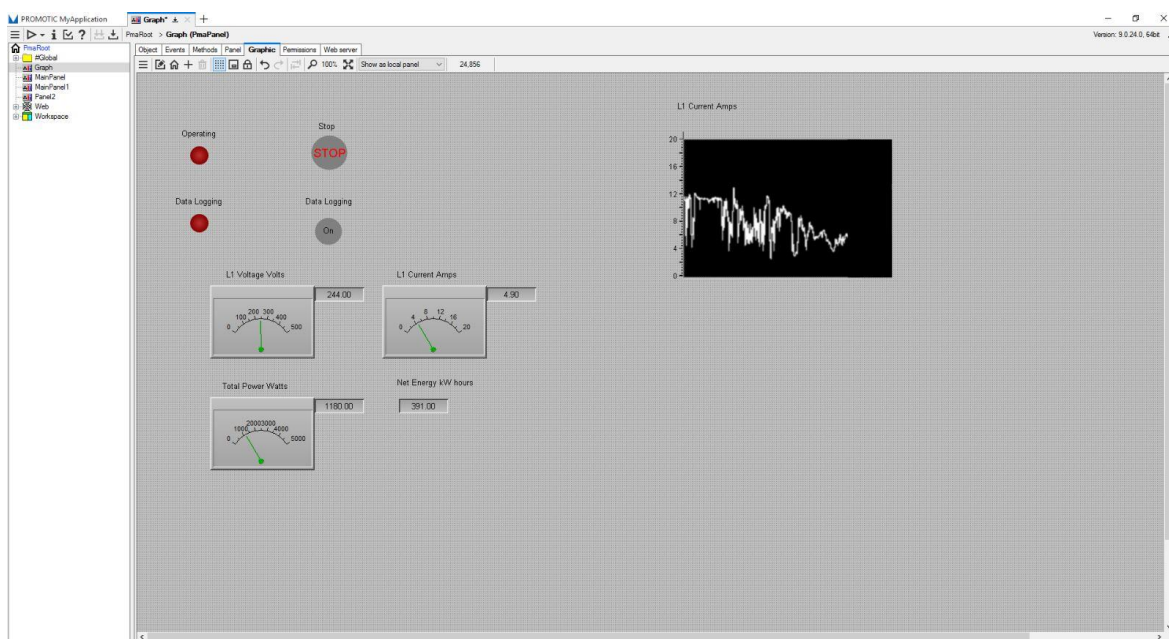 PROMOTIC MyApplication
Graph*
PmaRoot > Graph (PmaPanel)
Version: 9.0.24.0, 64bit
PmaRoot
#Global
Graph
MainPanel
MainPanel1
Panel2
Web
Workspace
Object Events Methods Panel Graphic Permissions Web server
100% Show as local panel 24,856
L1 Current Amps
20
16
12
8
4
0
Operating
Stop
STOP
Data Logging
Data Logging
On
L1 Voltage Volts
244.00
0 100 200 300 400 500
L1 Current Amps
4.90
0 4 8 12 16 20
Total Power Watts
1180.00
0 1000 2000 3000 4000 5000
Net Energy kW hours
391.00